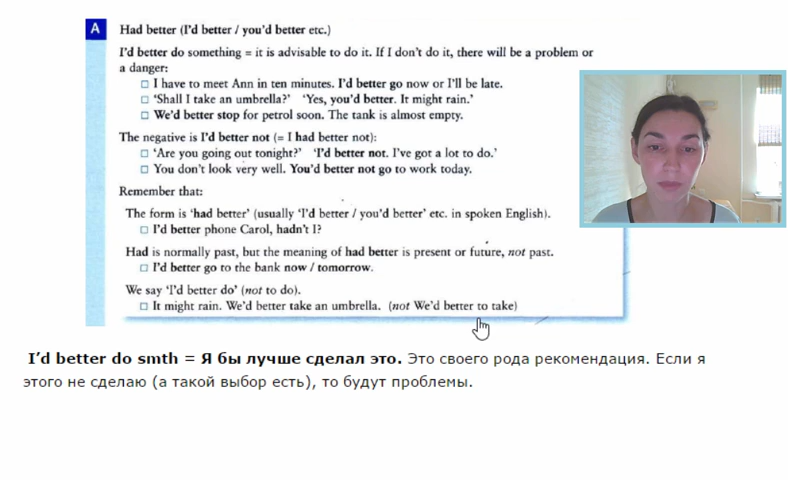 A Had better (I'd better / you'd better etc.)
I'd better do something = it is advisable to do it. If I don't do it, there will be a problem or
a danger:
I have to meet Ann in ten minutes. I'd better go now or I'll be late.
'Shall I take an umbrella?' 'Yes, you'd better. It might rain.'
We'd better stop for petrol soon. The tank is almost empty.
The negative is I'd better not (= I had better not):
'Are you going out tonight?' 'I'd better not. I've got a lot to do.'
You don't look very well. You'd better not go to work today.
Remember that:
The form is 'had better' (usually 'I'd better / you'd better' etc. in spoken English).
I'd better phone Carol, hadn't I?
Had is normally past, but the meaning of had better is present or future, not past.
I'd better go to the bank now / tomorrow.
We say 'I'd better do' (not to do).
It might rain. We'd better take an umbrella. (not We'd better to take)
I’d better do smth = Я бы лучше сделал это. Это своего рода рекомендация. Если я
этого не сделаю (а такой выбор есть), то будут проблемы.